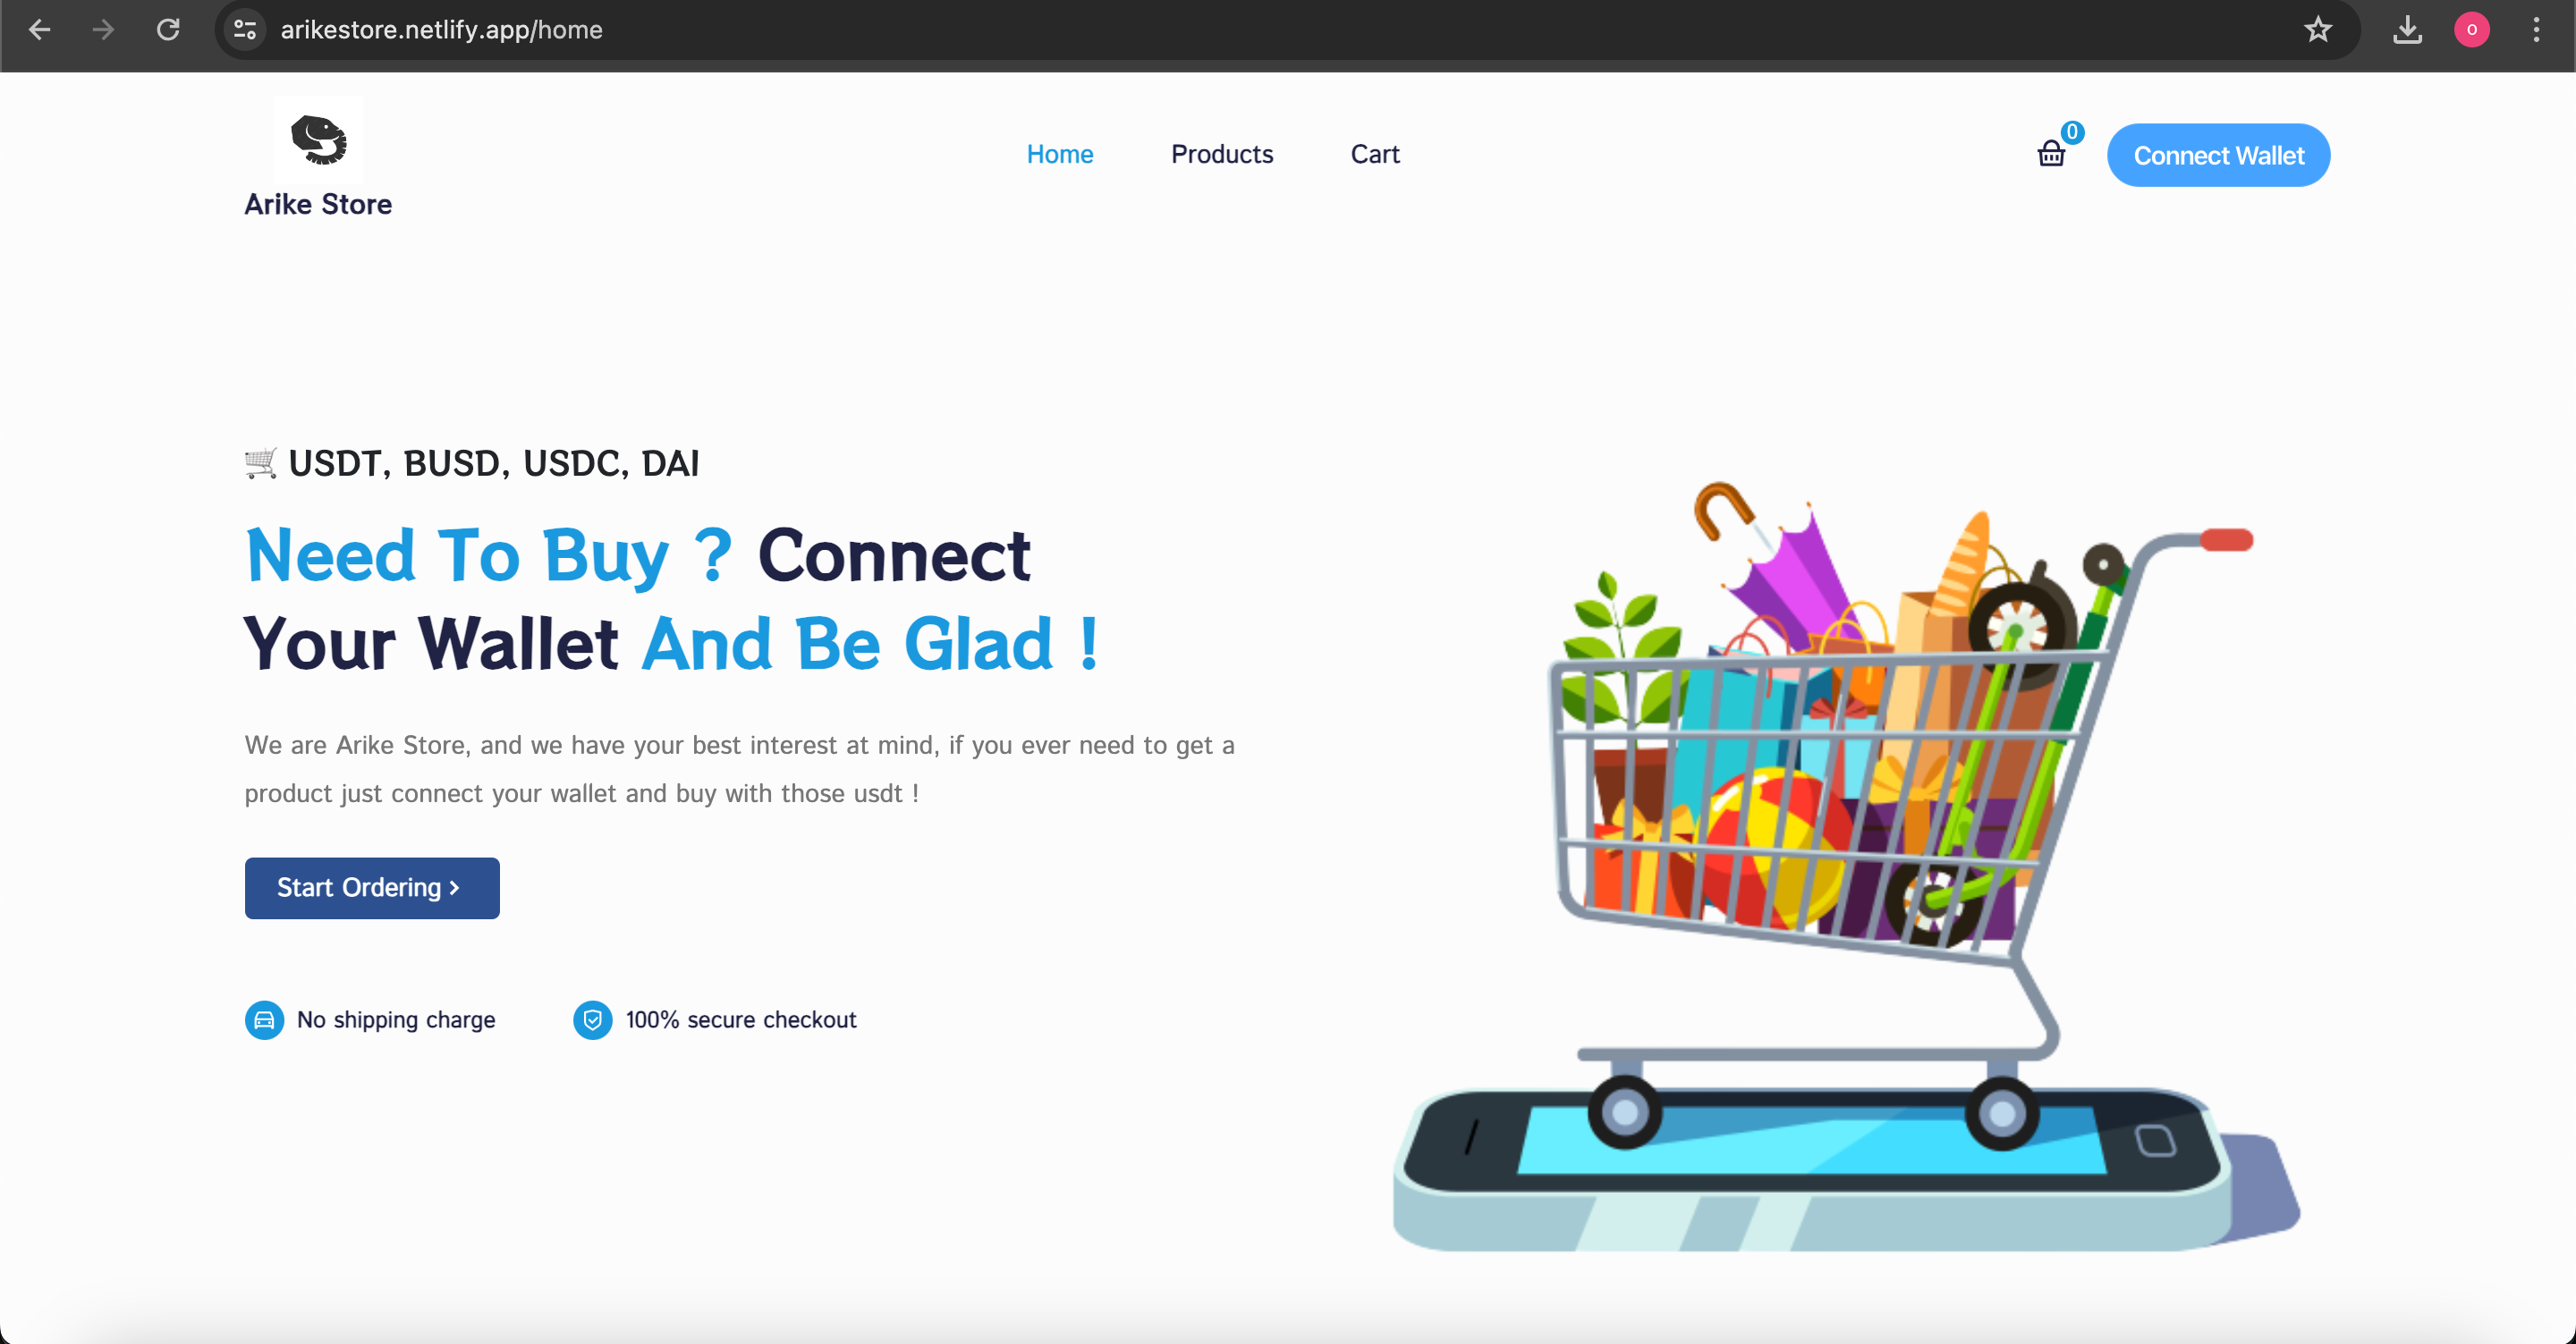 arikestore.netlify.app/home
O
Arike Store
Home
Products
Cart
0
Connect Wallet
USDT, BUSD, USDC, DAI
Need To Buy ? Connect
Your Wallet And Be Glad !
We are Arike Store, and we have your best interest at mind, if you ever need to get a
product just connect your wallet and buy with those usdt !
Start Ordering
No shipping charge
100% secure checkout